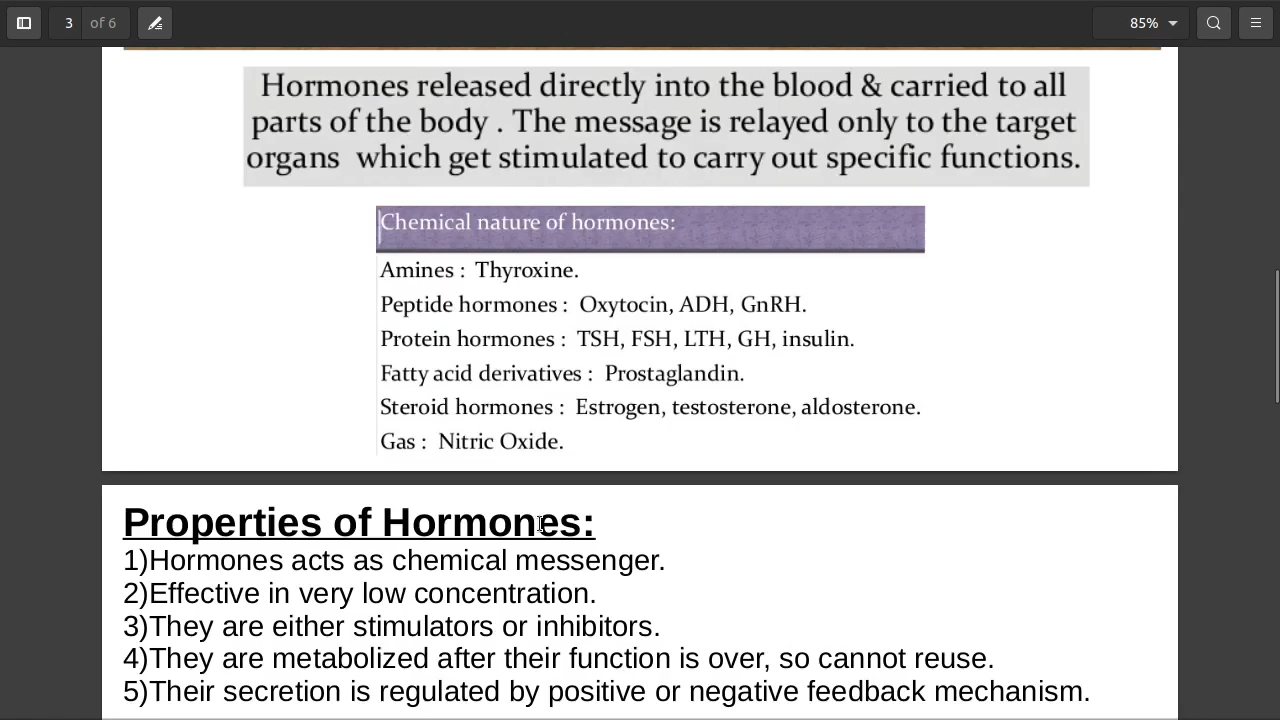 3 of 6
85%
Hormones released directly into the blood & carried to all
parts of the body . The message is relayed only to the target
organs which get stimulated to carry out specific functions.
Chemical nature of hormones:
Amines : Thyroxine.
Peptide hormones : Oxytocin, ADH, GnRH.
Protein hormones : TSH, FSH, LTH, GH, insulin.
Fatty acid derivatives : Prostaglandin.
Steroid hormones : Estrogen, testosterone, aldosterone.
Gas : Nitric Oxide.
Properties of Hormones:
1)Hormones acts as chemical messenger.
2)Effective in very low concentration.
3)They are either stimulators or inhibitors.
4)They are metabolized after their function is over, so cannot reuse.
5)Their secretion is regulated by positive or negative feedback mechanism.